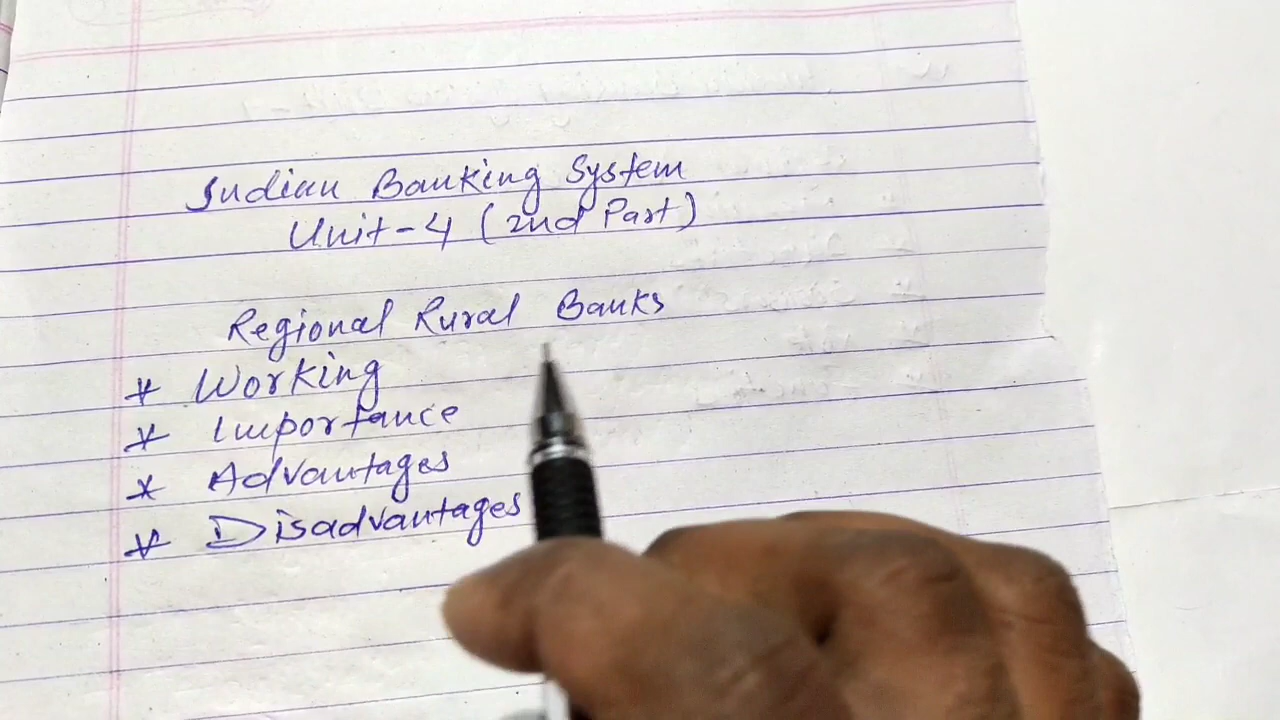 Indian Banking System
Unit-4 (2nd Part)
Regional Rural Banks
* Working
* Importance
* Advantages
* Disadvantages